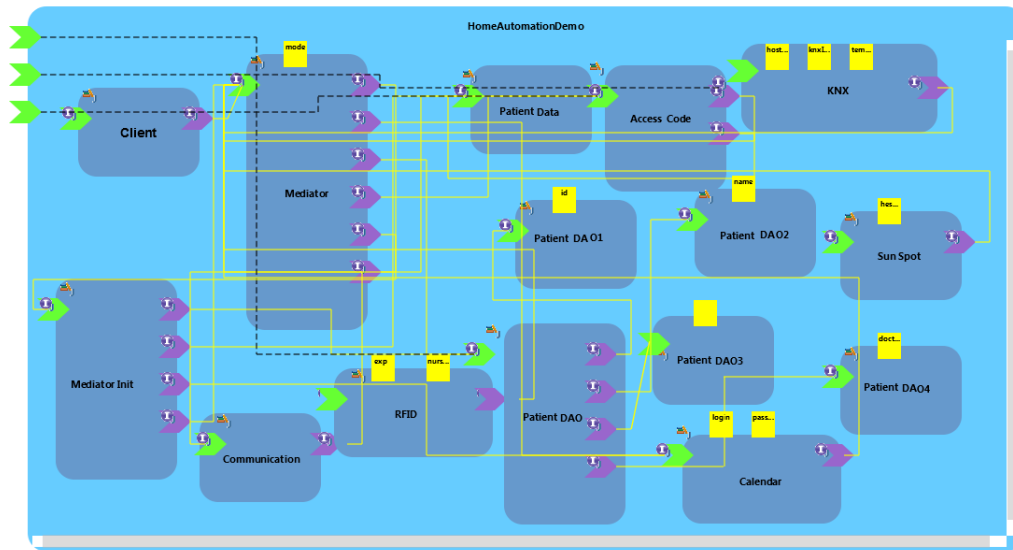 HomeAutomationDemo
mode
host...
knx1...
tem...
KNX
Client
Patient Data
Access Code
Mediator
id
name
Patient DAO1
Patient DAO2
hes...
Sun Spot
Mediator Init
exp
nurs...
Patient DAO3
doct...
RFID
Patient DAO
Patient DAO4
login
pass...
Communication
Calendar